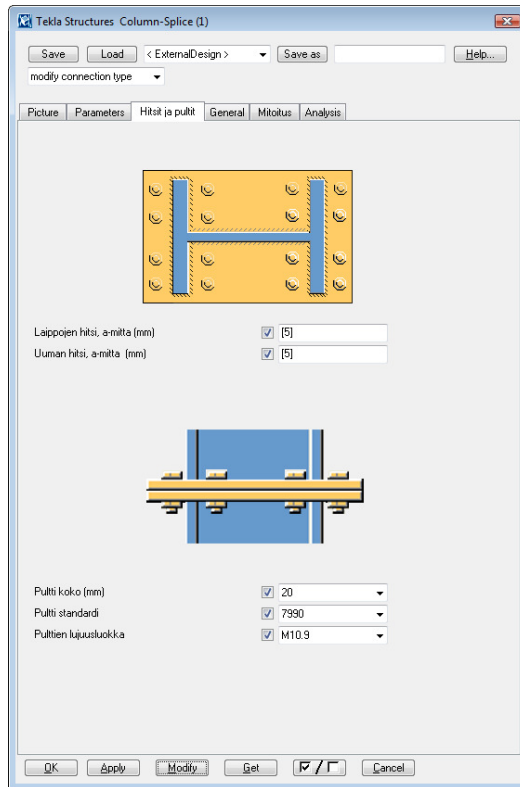 Tekla Structures Column-Splice (1)
Save Load < ExternalDesign > Save as Help...
modify connection type
Picture Parameters Hitsit ja pultit General Mitoitus Analysis
Laippojen hitsi, a-mitta (mm) [5]
Uuman hitsi, a-mitta (mm) [5]
Pultti koko (mm) 20
Pultti standardi 7990
Pulttien lujuusluokka M10.9
OK Apply Modify Get / Cancel